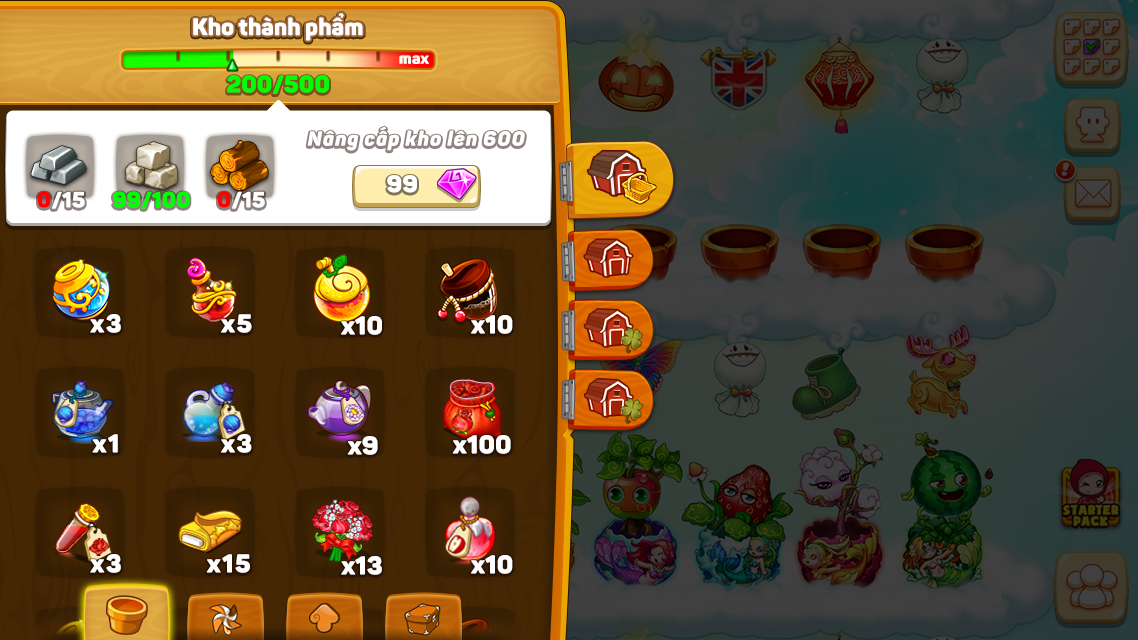 Kho thành phẩm
max
200/500
Nâng cấp kho lên 600
0/15 99/100 0/15
99
x3 x5 x10 x10
x1 x3 x9 x100
x3 x15 x13 x10
!
STARTER
PACK